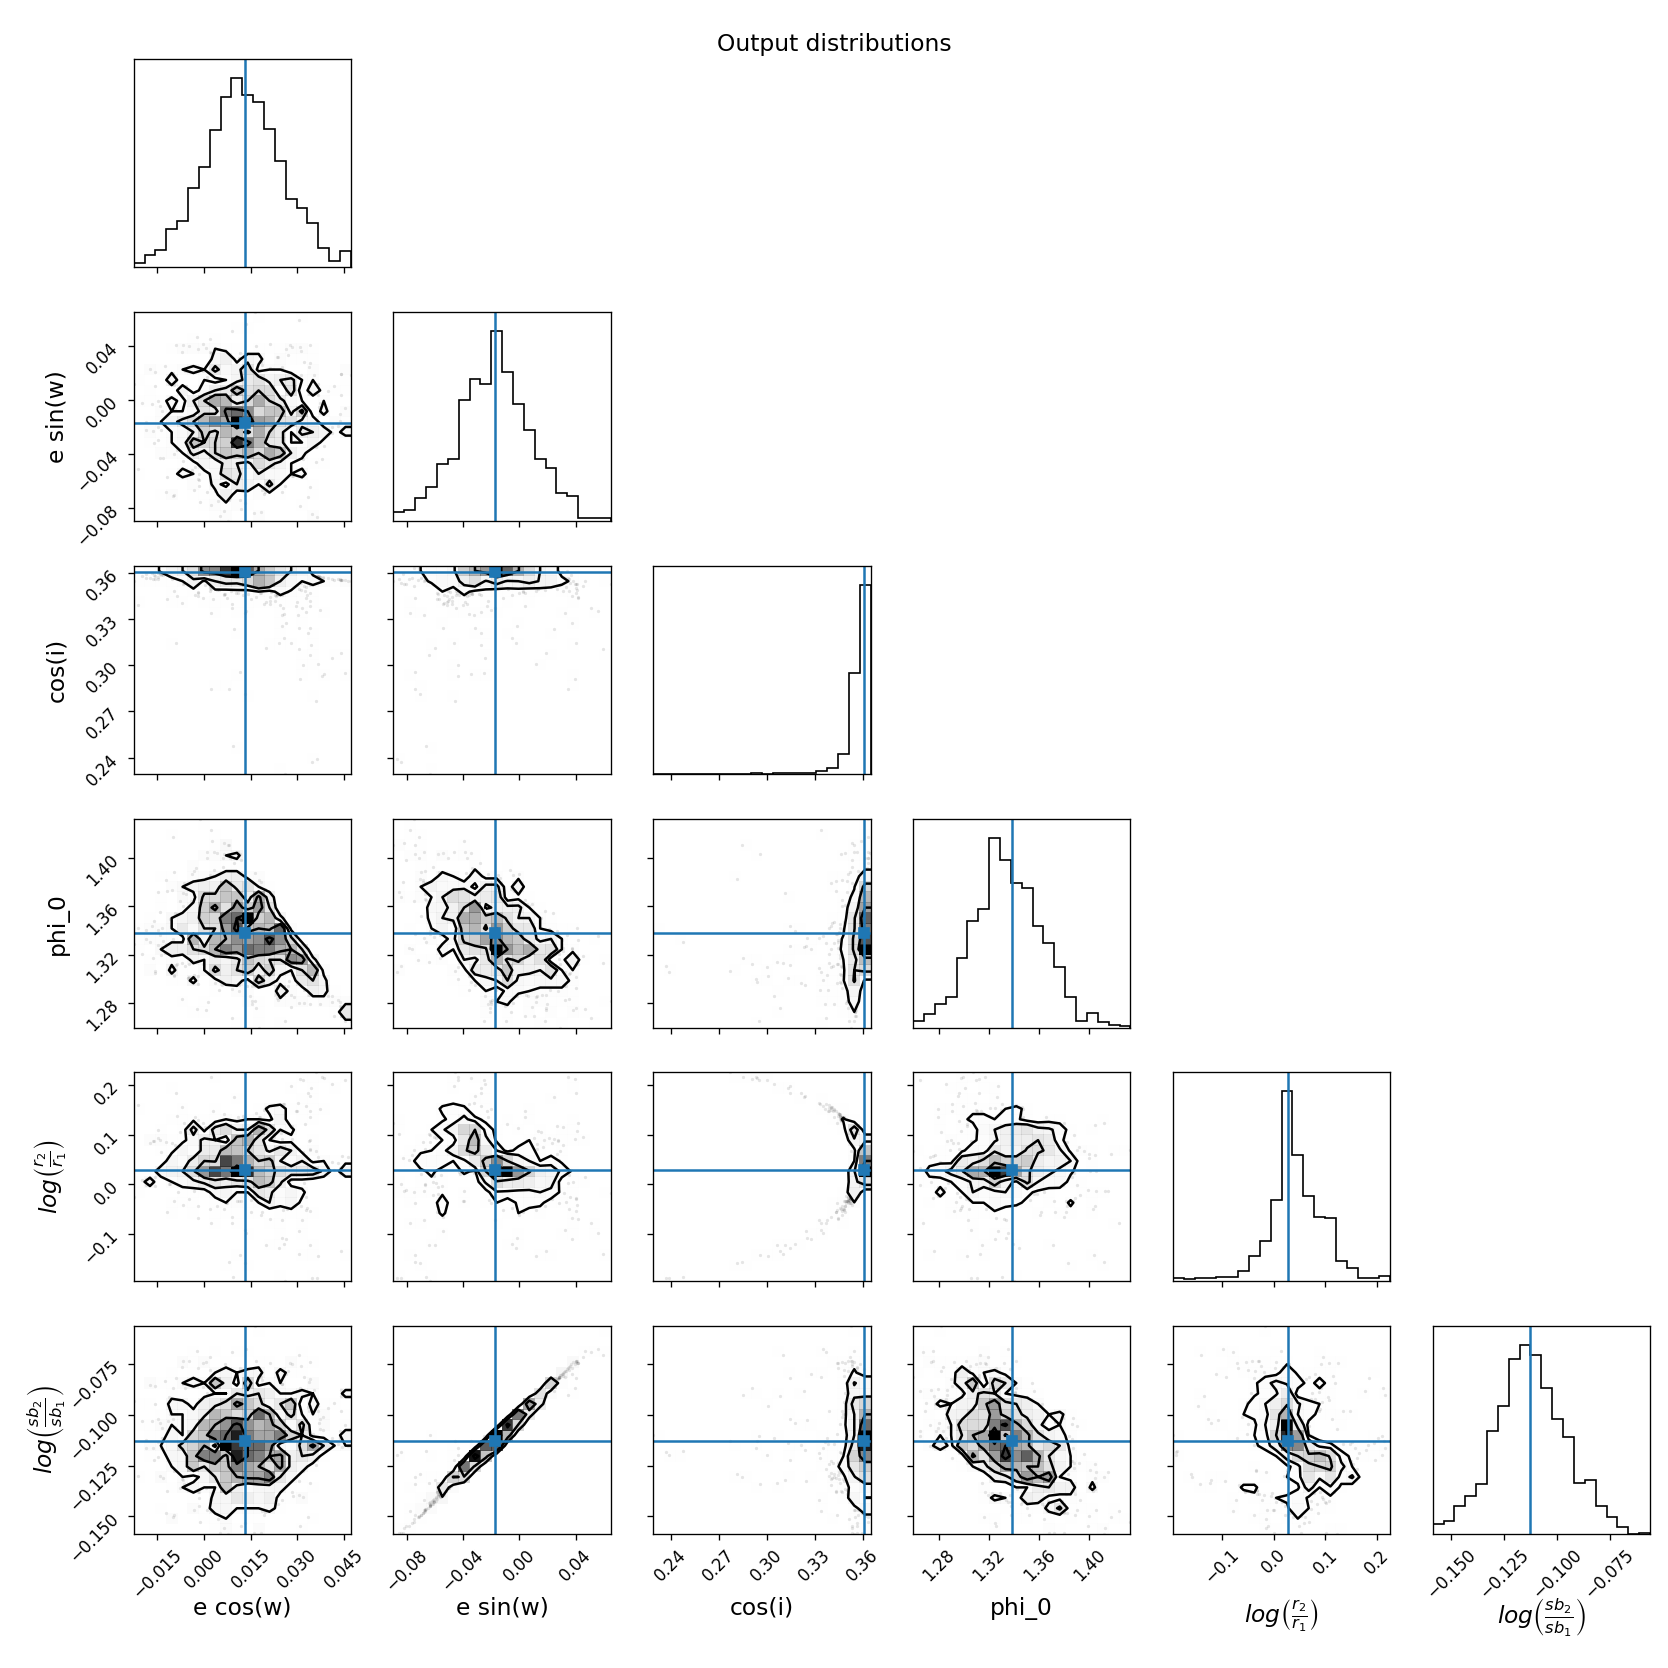 Output distributions
e sin(w)
0.04
0.00
−0.04
−0.08
cos(i)
0.36
0.33
0.30
0.27
0.24
phi_0
1.40
1.36
1.32
1.28
log(r₂/r₁)
0.2
0.1
0.0
−0.1
log(sb₂/sb₁)
−0.075
−0.100
−0.125
−0.150
−0.015 0.000 0.015 0.030 0.045
−0.08 −0.04 0.00 0.04
0.24 0.27 0.30 0.33 0.36
1.28 1.32 1.36 1.40
−0.1 0.0 0.1 0.2
−0.150 −0.125 −0.100 −0.075
e cos(w)
e sin(w)
cos(i)
phi_0
log(r₂/r₁)
log(sb₂/sb₁)